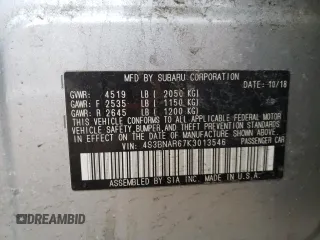 MFD BY SUBARU CORPORATION
GVWR: 4519 LB ( 2050 KG) DATE: 10/18
GAWR: F 2535 LB ( 1150 KG)
GAWR: R 2645 LB ( 1200 KG)
THIS VEHICLE CONFORMS TO ALL APPLICABLE FEDERAL MOTOR
VEHICLE SAFETY, BUMPER, AND THEFT PREVENTION STANDARDS
IN EFFECT ON THE DATE OF MANUFACTURE SHOWN ABOVE.
VIN: 4S3BNAR67K3013546 PASSENGER CAR
ASSEMBLED BY SIA INC. MADE IN U.S.A.
DREAMBID